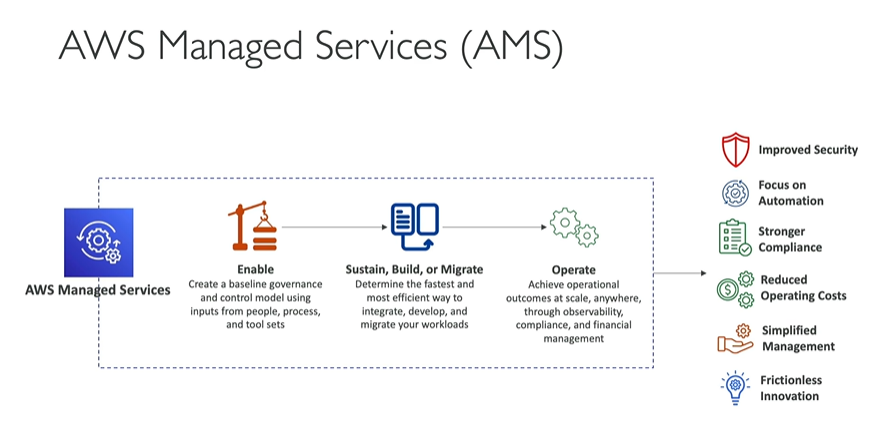 AWS Managed Services (AMS)
AWS Managed Services
Enable
Create a baseline governance
and control model using
inputs from people, process,
and tool sets
Sustain, Build, or Migrate
Determine the fastest and
most efficient way to
integrate, develop, and
migrate your workloads
Operate
Achieve operational
outcomes at scale, anywhere,
through observability,
compliance, and financial
management
Improved Security
Focus on
Automation
Stronger
Compliance
$
Reduced
Operating Costs
Simplified
Management
Frictionless
Innovation